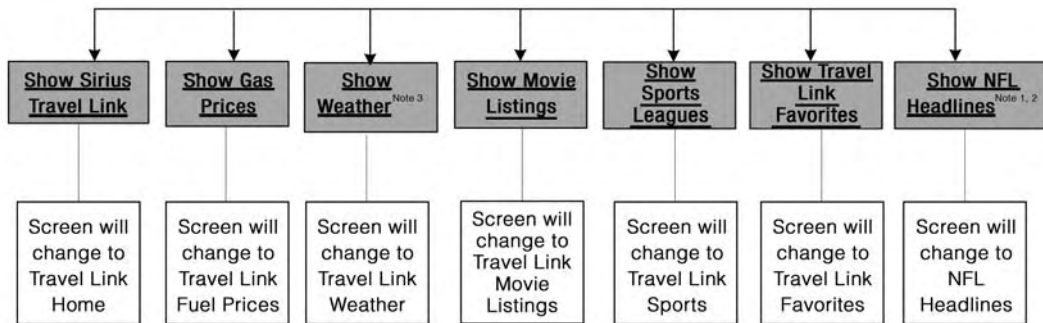 Show Sirius
Travel Link
Show Gas
Prices
Show
Weather Note 3
Show Movie
Listings
Show
Sports
Leagues
Show Travel
Link
Favorites
Show NFL
Headlines Note 1, 2
Screen will
change to
Travel Link
Home
Screen will
change to
Travel Link
Fuel Prices
Screen will
change to
Travel Link
Weather
Screen will
change to
Travel Link
Movie
Listings
Screen will
change to
Travel Link
Sports
Screen will
change to
Travel Link
Favorites
Screen will
change to
NFL
Headlines